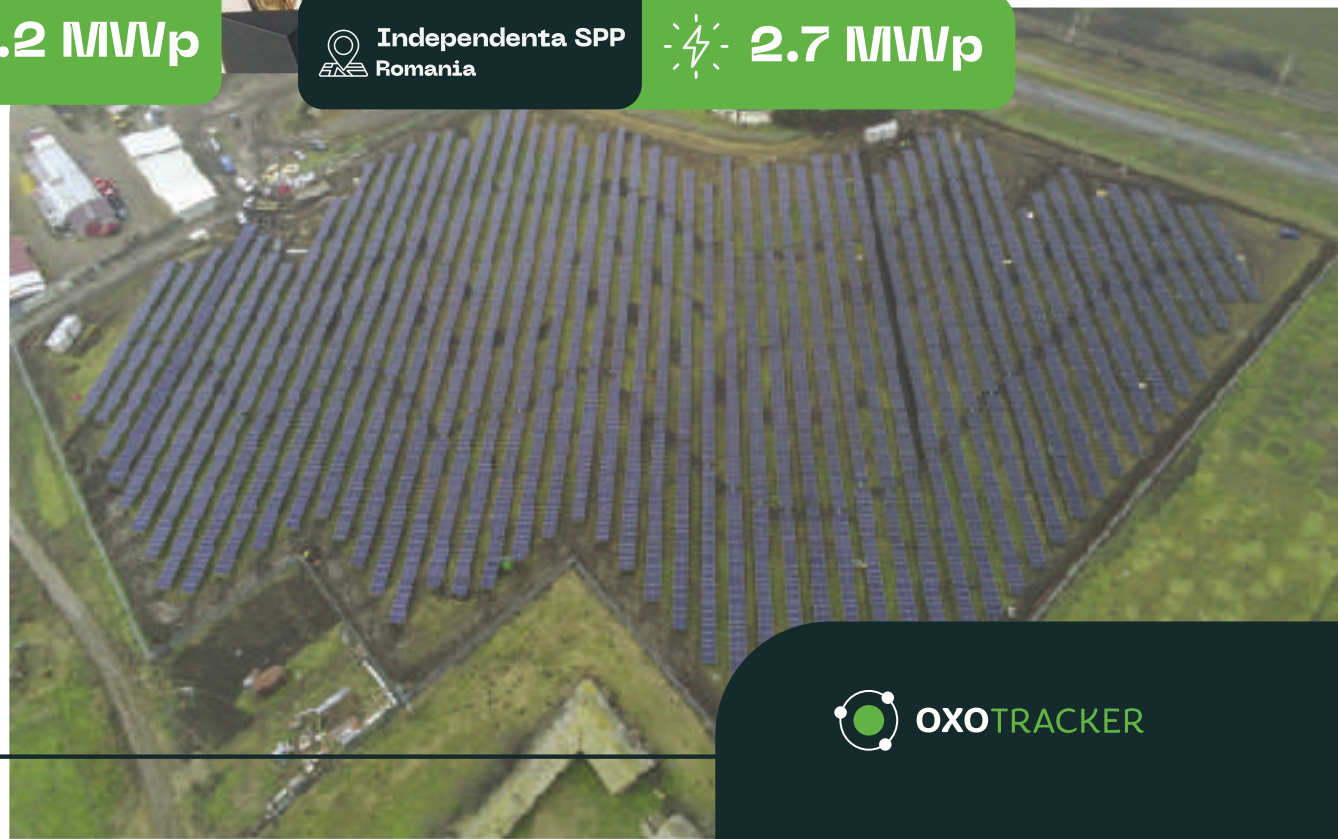 .2 MWp
Independenta SPP
Romania
2.7 MWp
OXOTRACKER